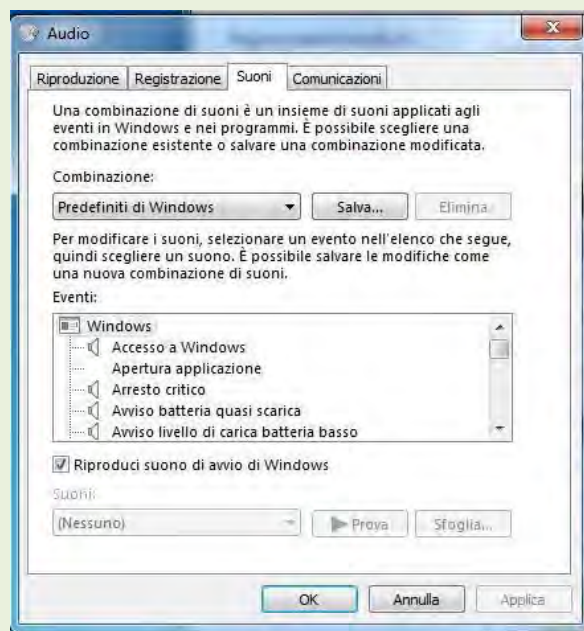 Audio
Riproduzione Registrazione Suoni Comunicazioni
Una combinazione di suoni è un insieme di suoni applicati agli
eventi in Windows e nei programmi. È possibile scegliere una
combinazione esistente o salvare una combinazione modificata.
Combinazione:
Predefiniti di Windows Salva... Elimina
Per modificare i suoni, selezionare un evento nell'elenco che segue,
quindi scegliere un suono. È possibile salvare le modifiche come
una nuova combinazione di suoni.
Eventi:
Windows
Accesso a Windows
Apertura applicazione
Arresto critico
Avviso batteria quasi scarica
Avviso livello di carica batteria basso
Riproduci suono di avvio di Windows
Suoni:
(Nessuno) Prova Sfoglia...
OK Annulla Applica